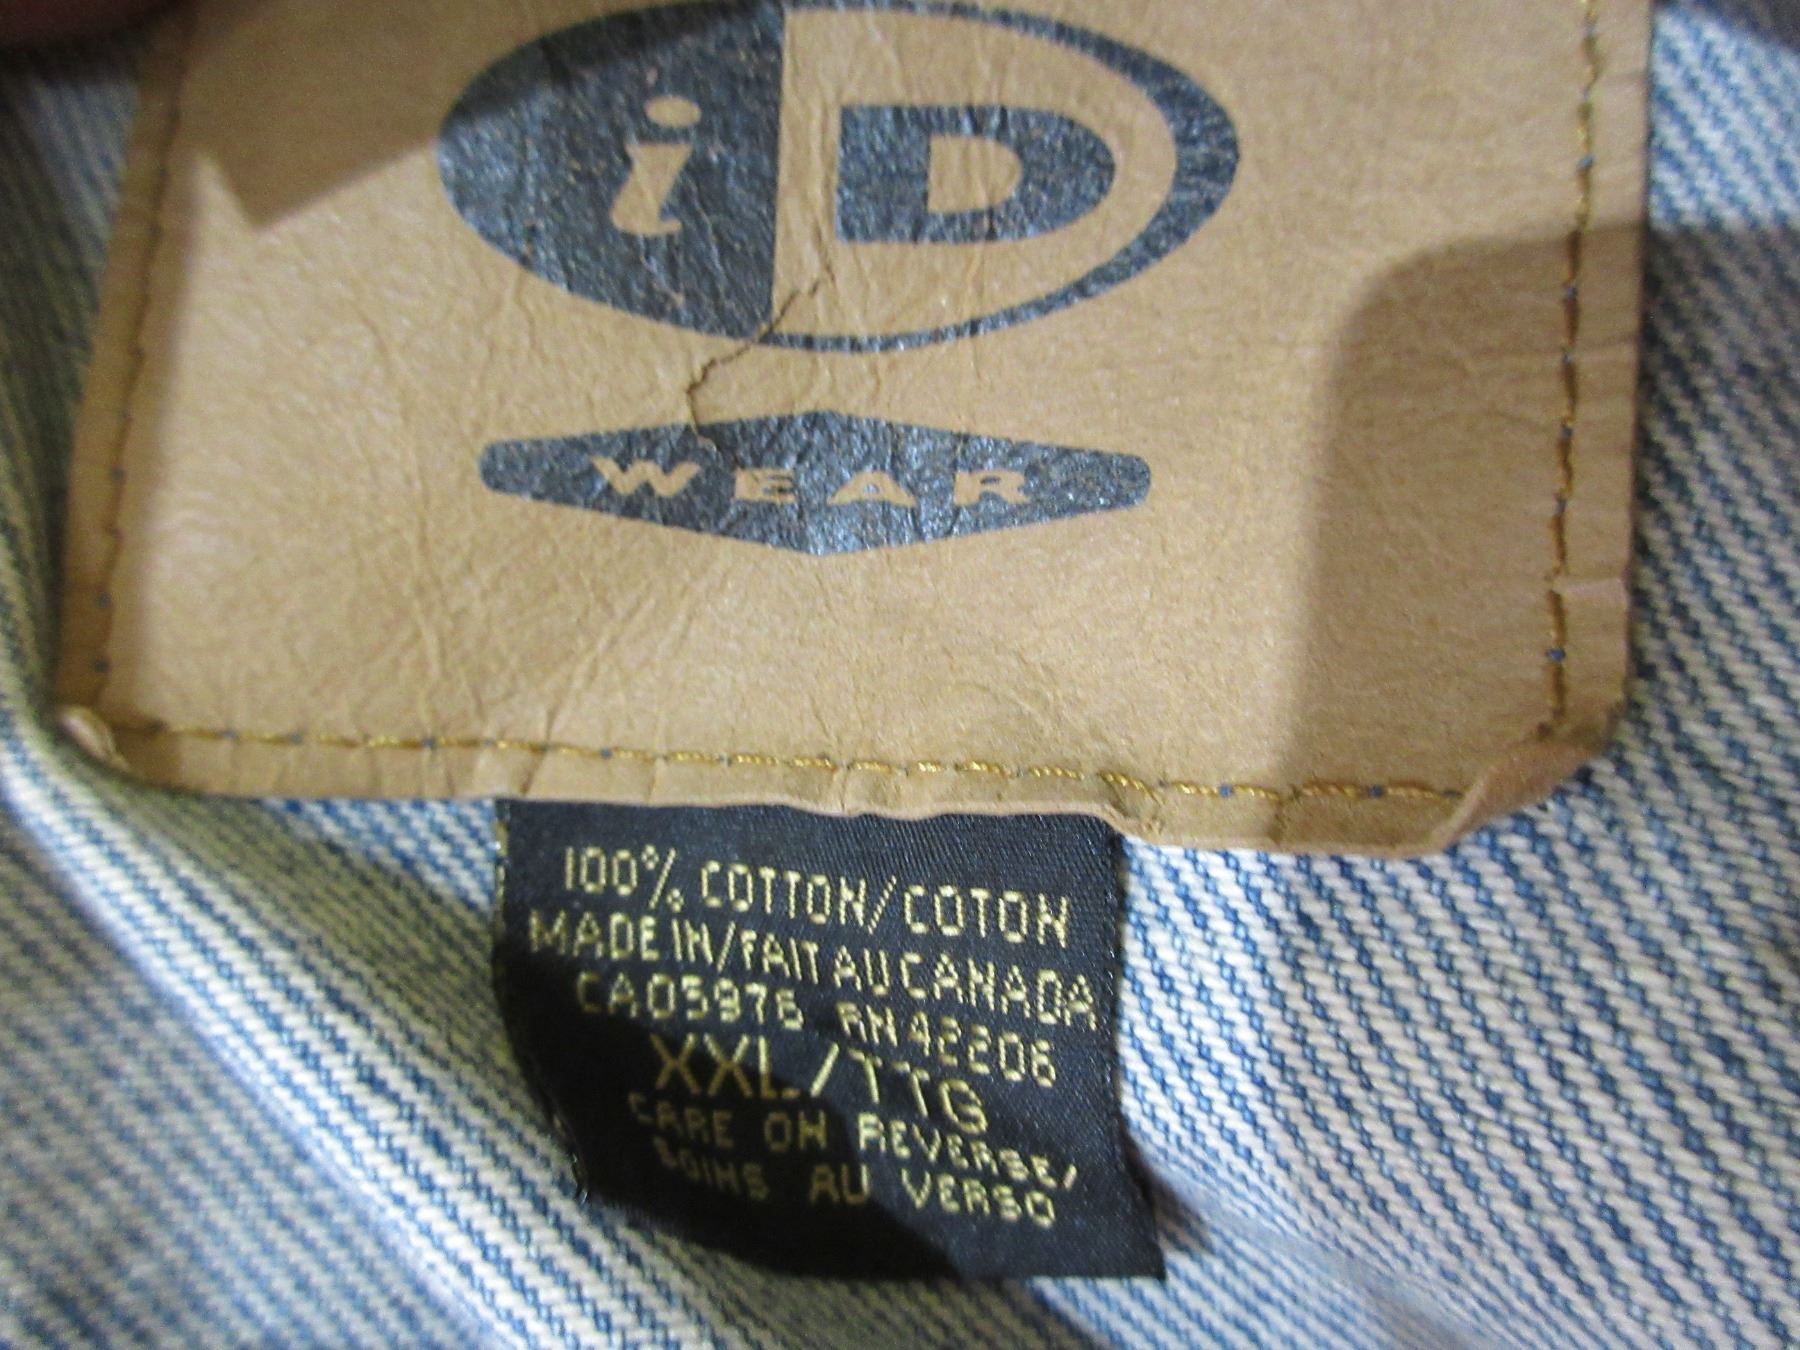 iD
WEAR
100% COTTON/COTON
MADE IN/FAIT AU CANADA
CA05976 RN42206
XXL/TTG
CARE ON REVERSE/
SOINS AU VERSO